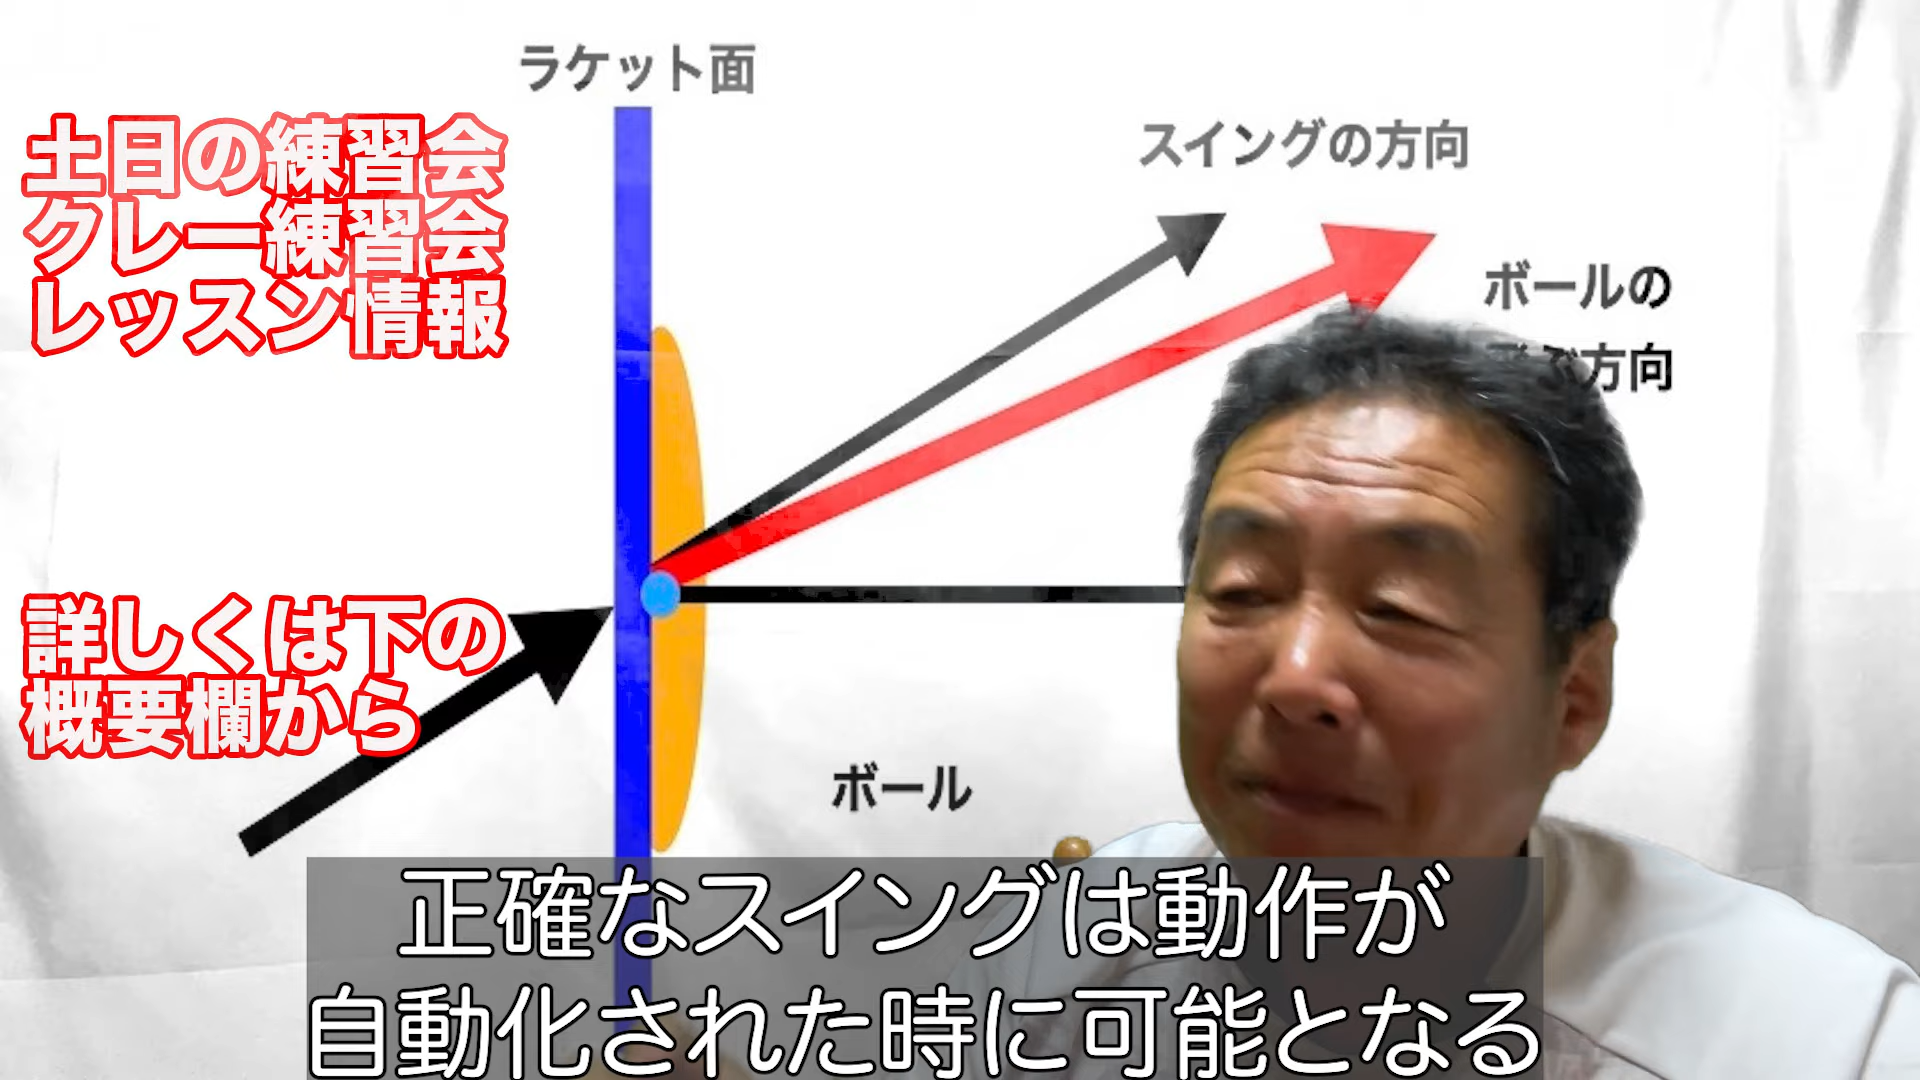 ラケット面
スイングの方向
土日の練習会
クレー練習会
レッスン情報
ボールの
ぶ方向
詳しくは下の
概要欄から
ボール
正確なスイングは動作が
自動化された時に可能となる